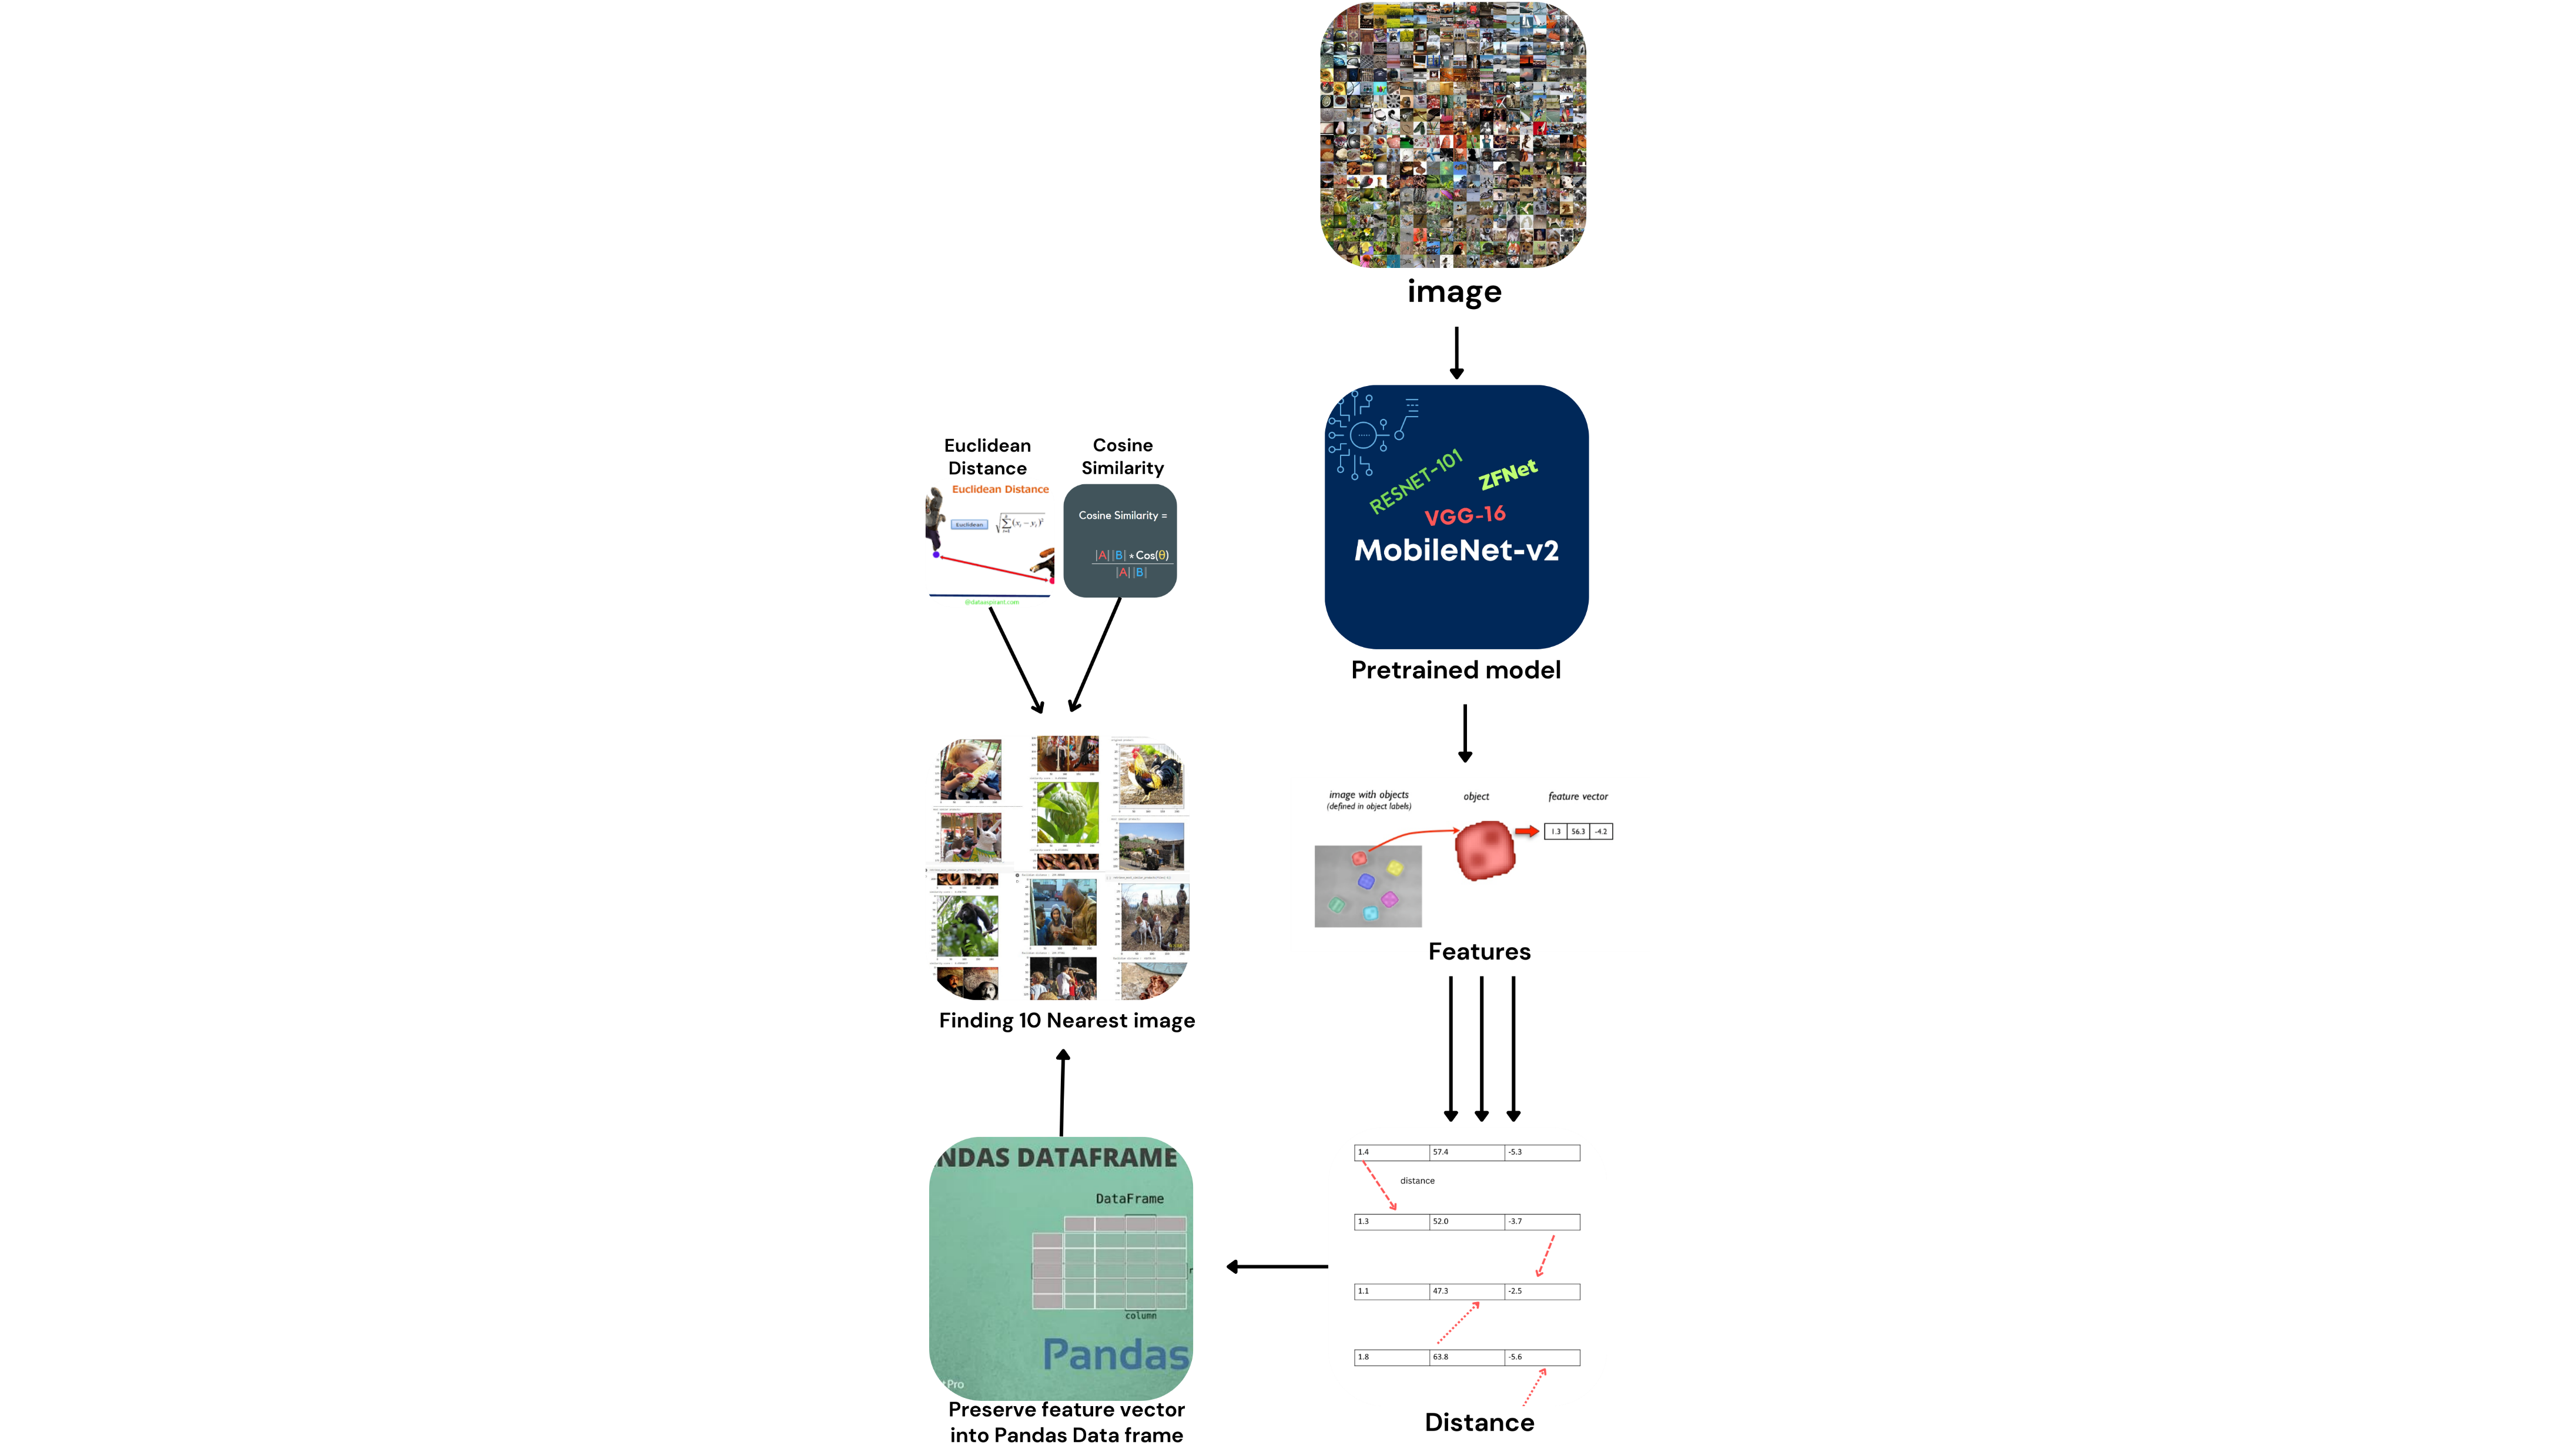 image
RESNET-101
ZFNet
VGG-16
MobileNet-v2
Pretrained model
image with objects
(defined in object labels)
object
feature vector
1.3 56.3 -4.2
Features
1.4 57.4 -5.3
distance
1.3 52.0 -3.7
1.1 47.3 -2.5
1.8 63.8 -5.6
Distance
Euclidean
Distance
Euclidean Distance
Euclidean
@dataaspirant.com
Cosine
Similarity
Cosine Similarity =
|A||B| * Cos(θ)
|A||B|
Finding 10 Nearest image
NDAS DATAFRAME
DataFrame
column
Pandas
Pro
Preserve feature vector
into Pandas Data frame